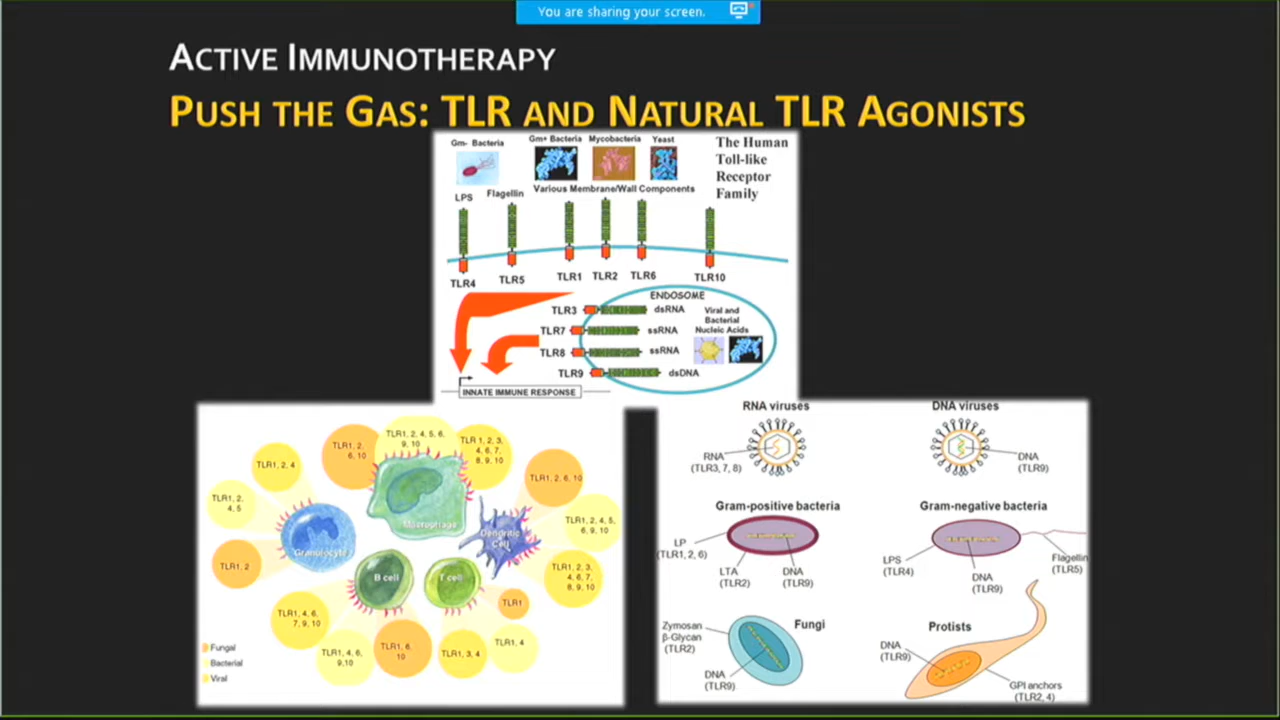 You are sharing your screen.
ACTIVE IMMUNOTHERAPY
PUSH THE GAS: TLR AND NATURAL TLR AGONISTS
Gm- Bacteria
Gm+ Bacteria
Mycobacteria
Yeast
The Human
Toll-like
Receptor
Family
LPS
Flagellin
Various Membrane/Wall Components
TLR4
TLR5
TLR1
TLR2
TLR6
TLR10
ENDOSOME
TLR3
dsRNA
TLR7
ssRNA
TLR8
ssRNA
TLR9
dsDNA
Viral and
Bacterial
Nucleic Acids
INNATE IMMUNE RESPONSE
TLR1, 2, 4
TLR1, 2,
6, 10
TLR1, 2, 4, 5, 6,
9, 10
TLR 1, 2, 3,
4, 6, 7,
8, 9, 10
TLR1, 2, 6, 10
TLR1, 2,
4, 5
TLR1, 2, 4, 5,
6, 9, 10
TLR1, 2
TLR1, 2, 3,
4, 6, 7,
8, 9, 10
Granulocyte
Macrophage
Dendritic
Cell
B cell
T cell
TLR1, 4, 6,
7, 9, 10
TLR1
TLR1, 4, 6,
9,10
TLR1, 6,
10
TLR1, 3, 4
TLR1, 4
Fungal
Bacterial
Viral
RNA viruses
RNA
(TLR3, 7, 8)
DNA viruses
DNA
(TLR9)
Gram-positive bacteria
LP
(TLR1, 2, 6)
LTA
(TLR2)
DNA
(TLR9)
Gram-negative bacteria
LPS
(TLR4)
DNA
(TLR9)
Flagellin
(TLR5)
Fungi
Zymosan
β-Glycan
(TLR2)
DNA
(TLR9)
Protists
DNA
(TLR9)
GPI anchors
(TLR2, 4)